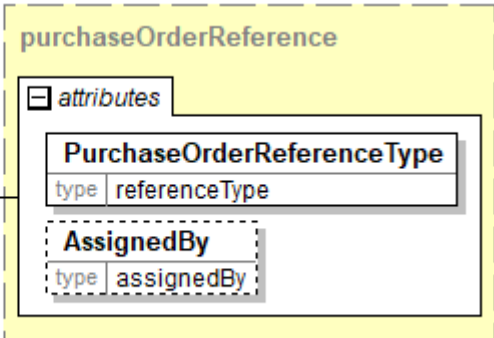 purchaseOrderReference
attributes
PurchaseOrderReferenceType
type referenceType
AssignedBy
type assignedBy